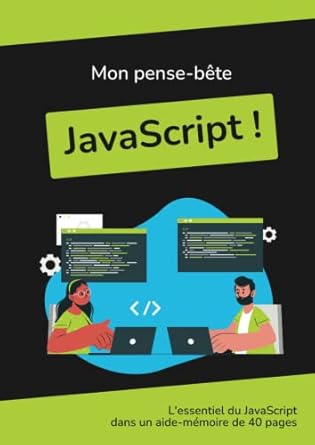 Mon pense-bête
JavaScript !
</>
L'essentiel du JavaScript
dans un aide-mémoire de 40 pages